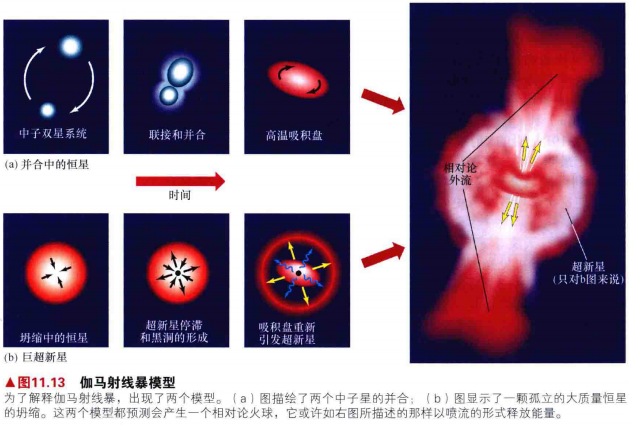 中子双星系统
联接和并合
高温吸积盘
(a) 并合中的恒星
时间
坍缩中的恒星
超新星停滞
和黑洞的形成
吸积盘重新
引发超新星
(b) 巨超新星
相对论
外流
超新星
(只对b图来说)
▲图11.13 伽马射线暴模型
为了解释伽马射线暴，出现了两个模型。（a）图描绘了两个中子星的并合；（b）图显示了一颗孤立的大质量恒星
的坍缩。这两个模型都预测会产生一个相对论火球，它或许如右图所描述的那样以喷流的形式释放能量。